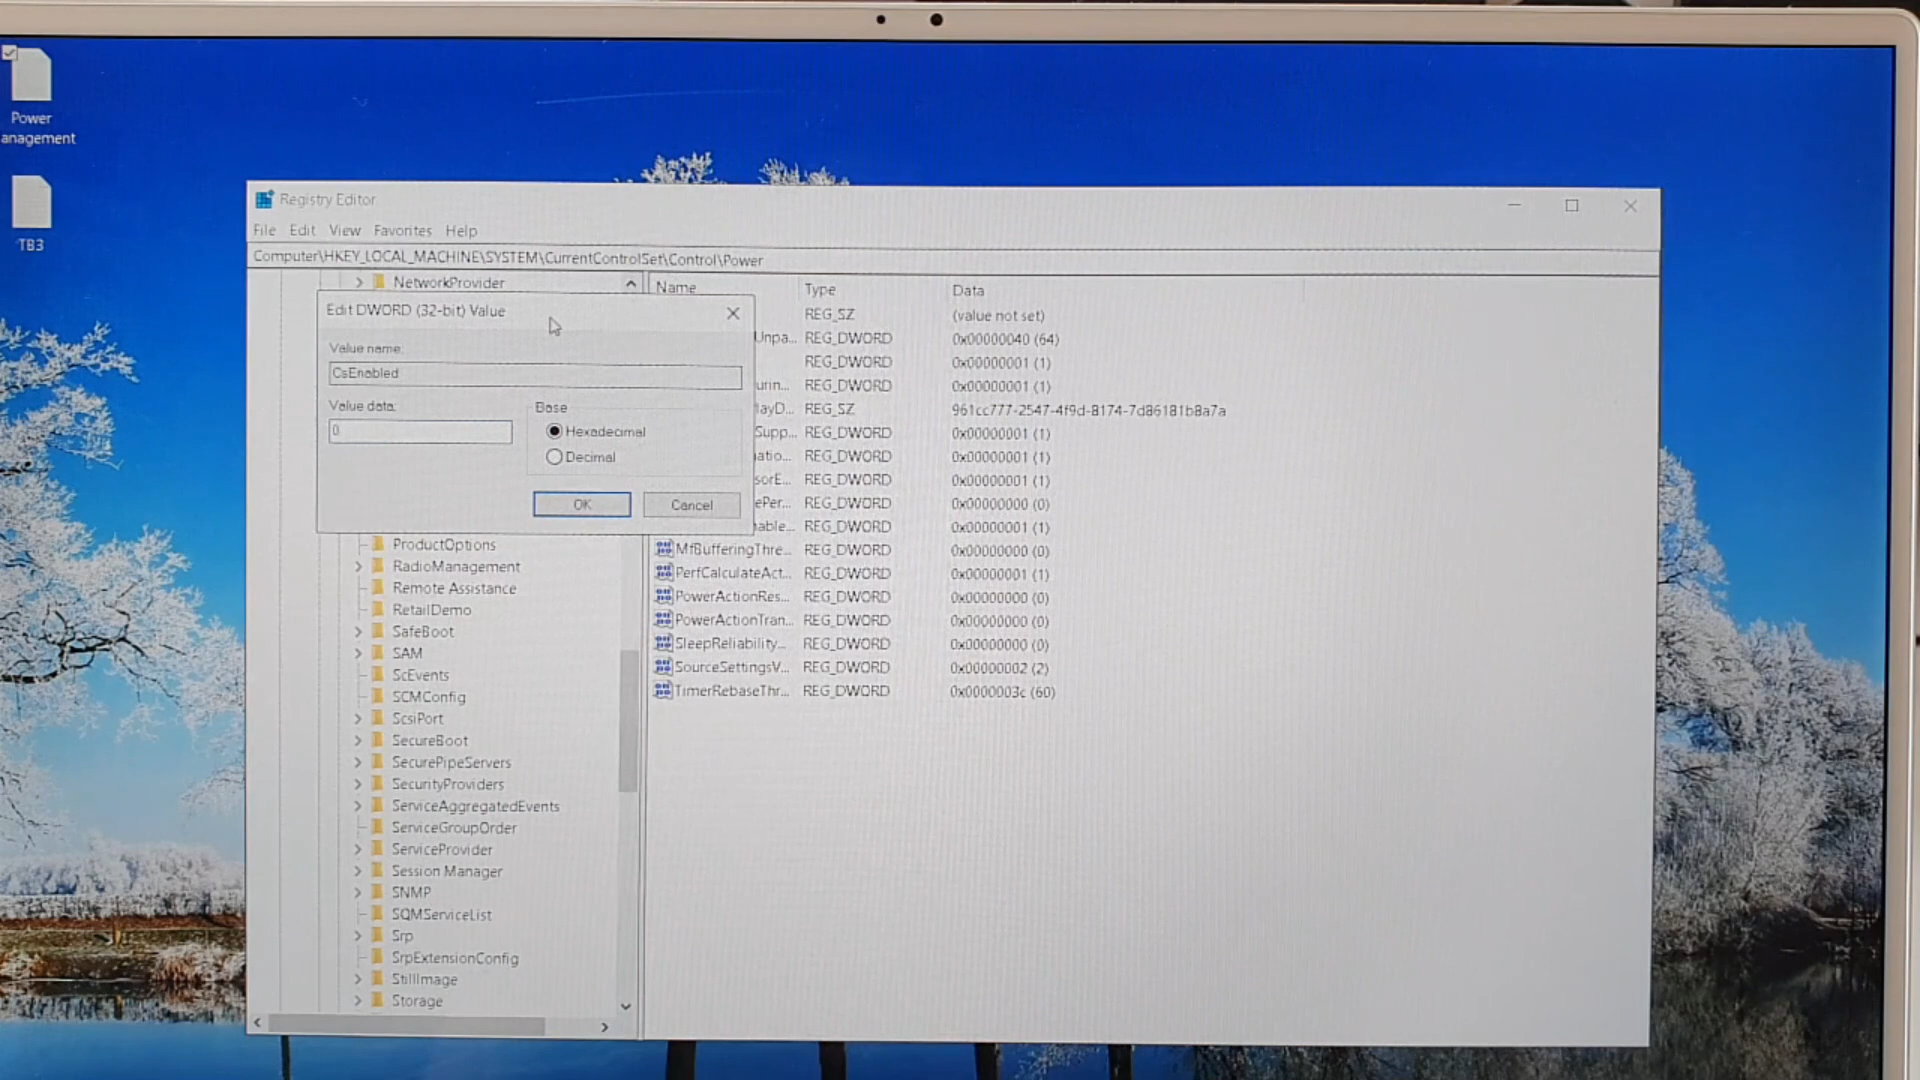 Power
anagement
TB3
Registry Editor
File Edit View Favorites Help
Computer\HKEY_LOCAL_MACHINE\SYSTEM\CurrentControlSet\Control\Power
NetworkProvider
Edit DWORD (32-bit) Value
Value name:
CsEnabled
Value data:
0
Base
Hexadecimal
Decimal
OK
Cancel
ProductOptions
RadioManagement
Remote Assistance
RetailDemo
SafeBoot
SAM
ScEvents
SCMConfig
ScsiPort
SecureBoot
SecurePipeServers
SecurityProviders
ServiceAggregatedEvents
ServiceGroupOrder
ServiceProvider
Session Manager
SNMP
SQMServiceList
Srp
SrpExtensionConfig
StillImage
Storage
Name Type Data
REG_SZ (value not set)
Unpa... REG_DWORD 0x00000040 (64)
REG_DWORD 0x00000001 (1)
urin... REG_DWORD 0x00000001 (1)
layD... REG_SZ 961cc777-2547-4f9d-8174-7d86181b8a7a
Supp... REG_DWORD 0x00000001 (1)
atio... REG_DWORD 0x00000001 (1)
sorE... REG_DWORD 0x00000001 (1)
ePer... REG_DWORD 0x00000000 (0)
able... REG_DWORD 0x00000001 (1)
MfBufferingThre... REG_DWORD 0x00000000 (0)
PerfCalculateAct... REG_DWORD 0x00000001 (1)
PowerActionRes... REG_DWORD 0x00000000 (0)
PowerActionTran... REG_DWORD 0x00000000 (0)
SleepReliability... REG_DWORD 0x00000000 (0)
SourceSettingsV... REG_DWORD 0x00000002 (2)
TimerRebaseThr... REG_DWORD 0x0000003c (60)